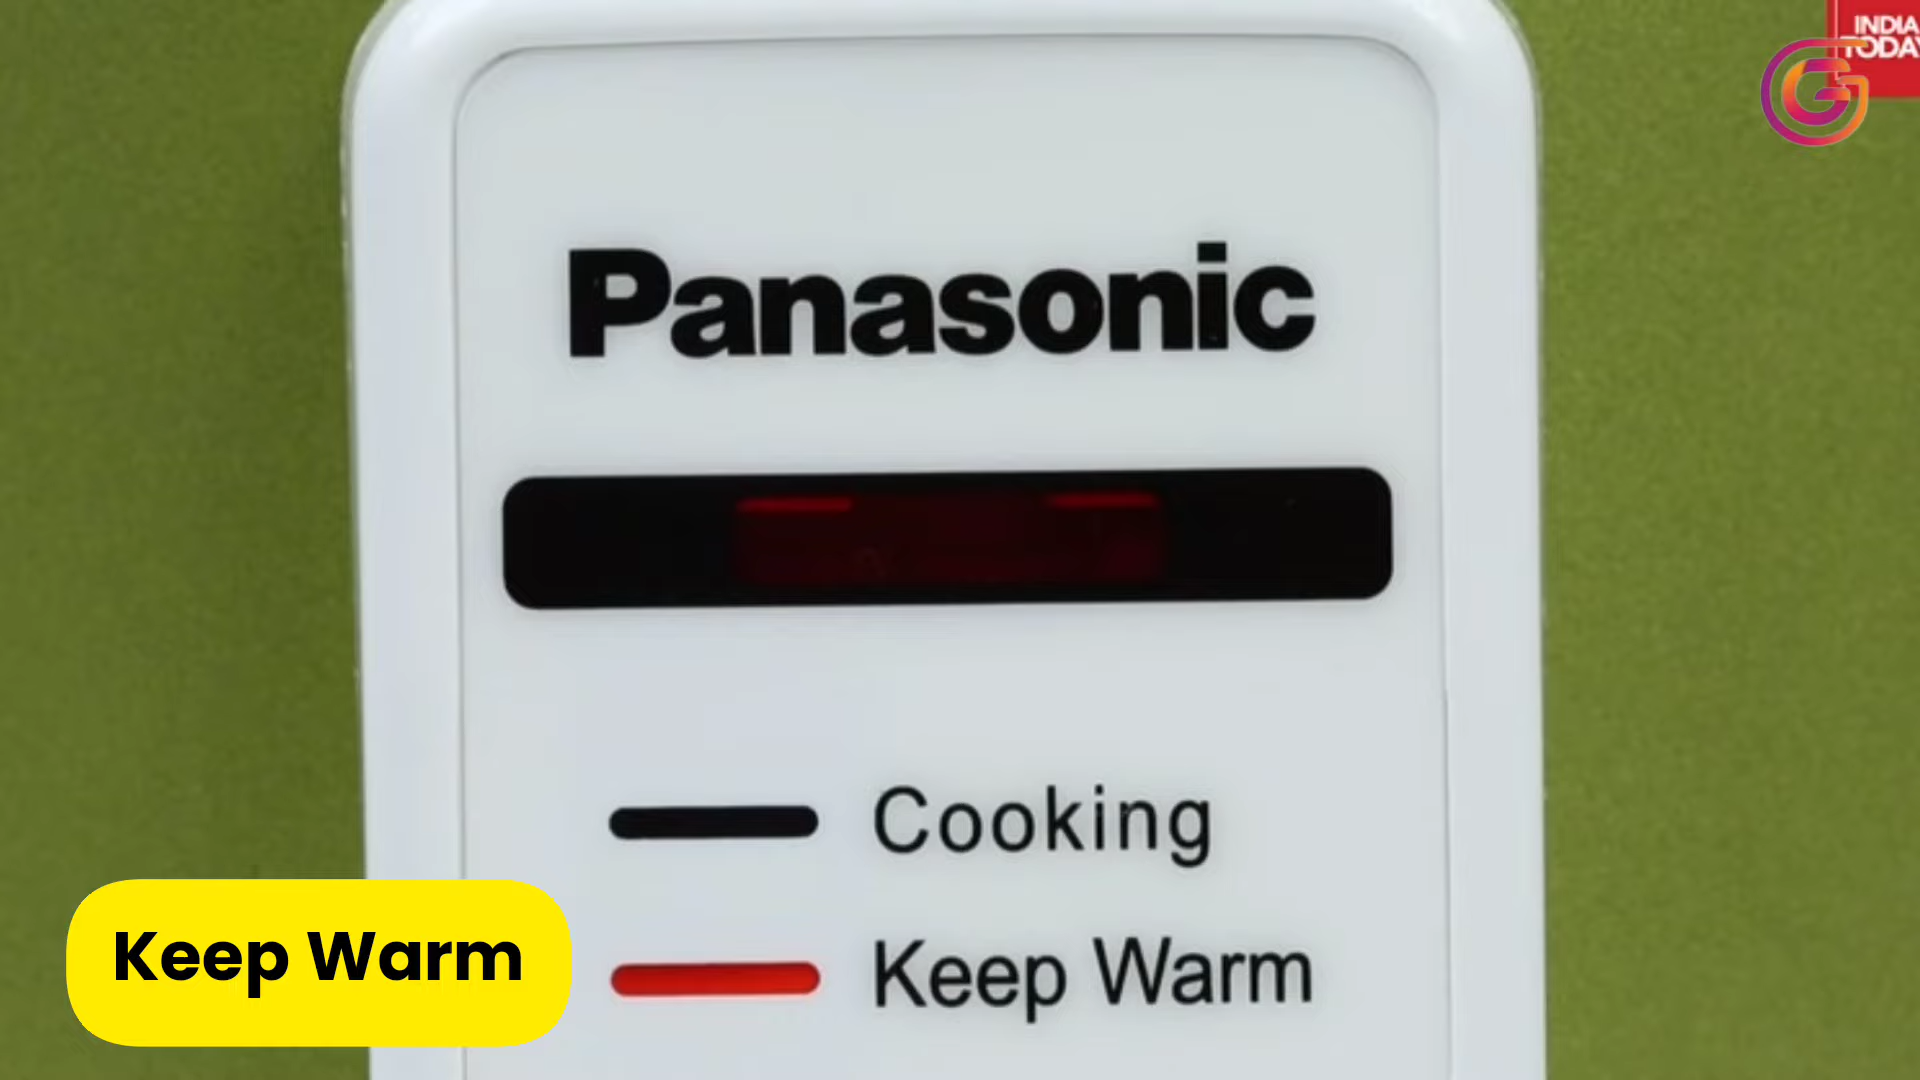 INDIA
TODAY
Panasonic
Cooking
Keep Warm
Keep Warm